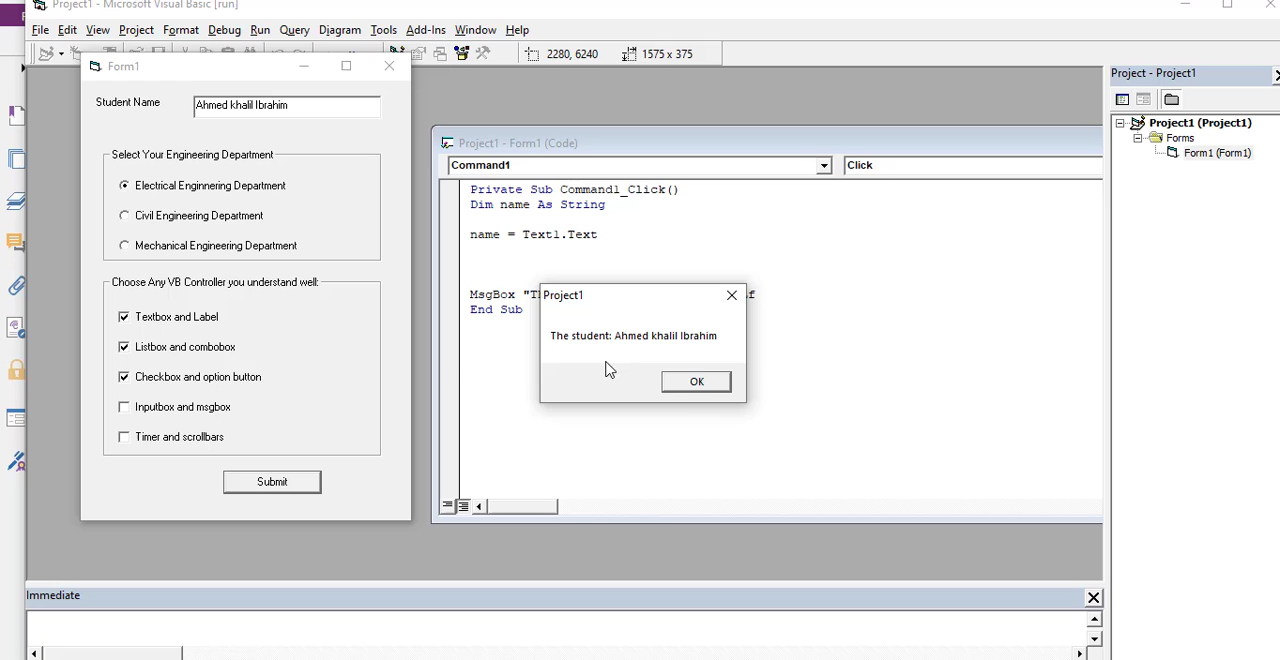 Project1 - Microsoft Visual Basic [run]
File Edit View Project Format Debug Run Query Diagram Tools Add-Ins Window Help
2280, 6240 1575 x 375
Form1
Student Name Ahmed khalil Ibrahim
Select Your Engineering Department
Electrical Enginnering Department
Civil Engineering Department
Mechanical Engineering Department
Choose Any VB Controller you understand well:
Textbox and Label
Listbox and combobox
Checkbox and option button
Inputbox and msgbox
Timer and scrollbars
Submit
Project1 - Form1 (Code)
Command1 Click
Private Sub Command1_Click()
Dim name As String
name = Text1.Text
MsgBox
End Sub
Project1
The student: Ahmed khalil Ibrahim
OK
Project - Project1
Project1 (Project1)
Forms
Form1 (Form1)
Immediate